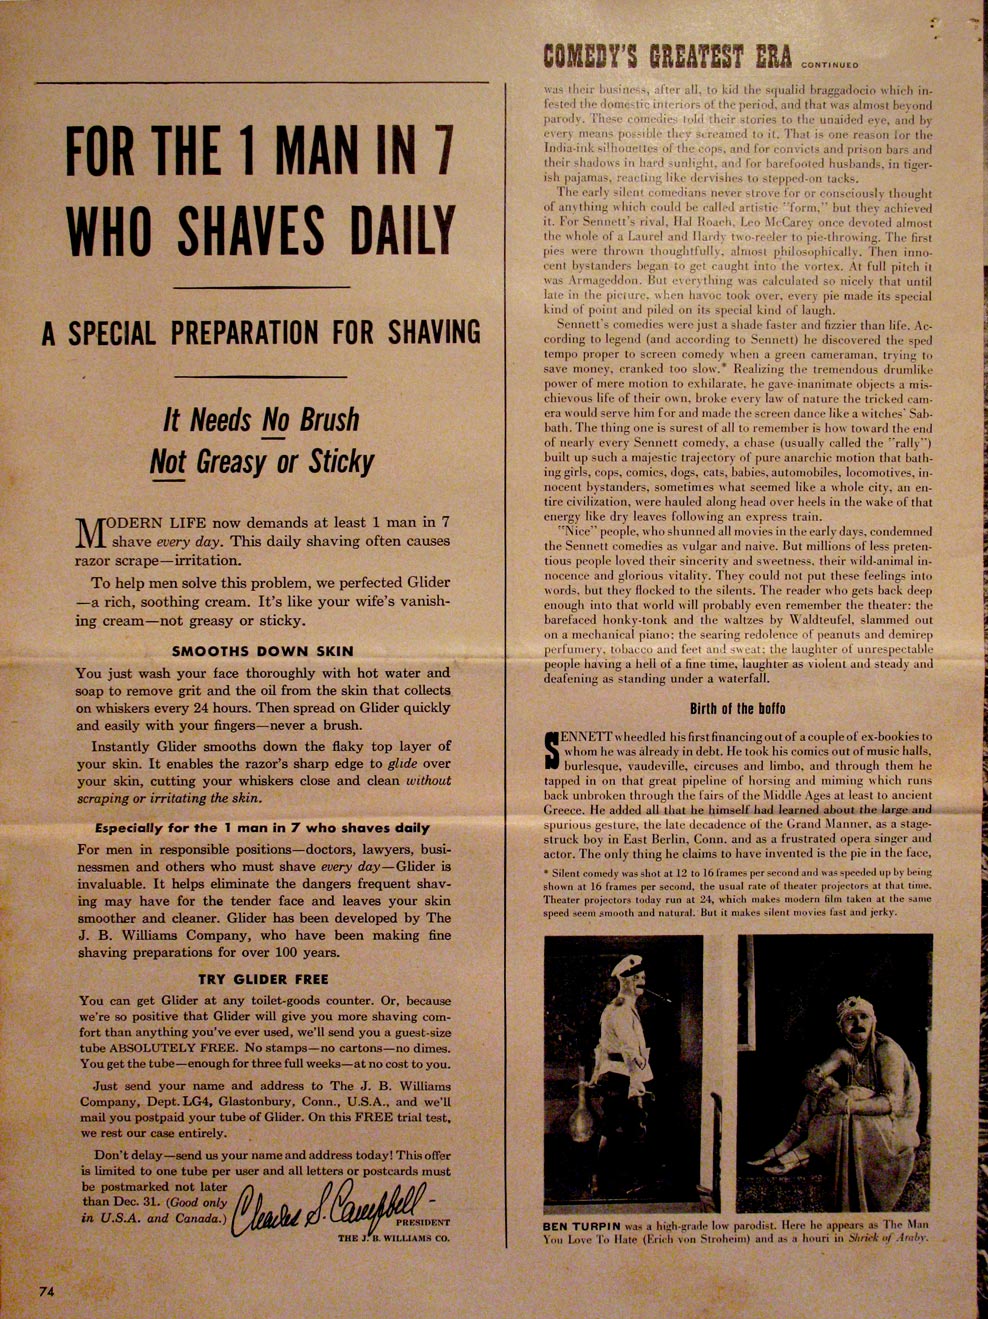 FOR THE 1 MAN IN 7
WHO SHAVES DAILY
A SPECIAL PREPARATION FOR SHAVING
It Needs No Brush
Not Greasy or Sticky
MODERN LIFE now demands at least 1 man in 7
shave every day. This daily shaving often causes
razor scrape—irritation.
To help men solve this problem, we perfected Glider
—a rich, soothing cream. It's like your wife's vanish-
ing cream—not greasy or sticky.
SMOOTHS DOWN SKIN
You just wash your face thoroughly with hot water and
soap to remove grit and the oil from the skin that collects
on whiskers every 24 hours. Then spread on Glider quickly
and easily with your fingers—never a brush.
Instantly Glider smooths down the flaky top layer of
your skin. It enables the razor's sharp edge to glide over
your skin, cutting your whiskers close and clean without
scraping or irritating the skin.
Especially for the 1 man in 7 who shaves daily
For men in responsible positions—doctors, lawyers, busi-
nessmen and others who must shave every day—Glider is
invaluable. It helps eliminate the dangers frequent shav-
ing may have for the tender face and leaves your skin
smoother and cleaner. Glider has been developed by The
J. B. Williams Company, who have been making fine
shaving preparations for over 100 years.
TRY GLIDER FREE
You can get Glider at any toilet-goods counter. Or, because
we're so positive that Glider will give you more shaving com-
fort than anything you've ever used, we'll send you a guest-size
tube ABSOLUTELY FREE. No stamps—no cartons—no dimes.
You get the tube—enough for three full weeks—at no cost to you.
Just send your name and address to The J. B. Williams
Company, Dept. LG4, Glastonbury, Conn., U.S.A., and we'll
mail you postpaid your tube of Glider. On this FREE trial test,
we rest our case entirely.
Don't delay—send us your name and address today! This offer
is limited to one tube per user and all letters or postcards must
be postmarked not later
than Dec. 31. (Good only
in U.S.A. and Canada.)
Charles S. Campbell
PRESIDENT
THE J. B. WILLIAMS CO.
74
COMEDY'S GREATEST ERA CONTINUED
was their business, after all, to kid the squalid braggadocio which in-
fested the domestic interiors of the period, and that was almost beyond
parody. These comedies told their stories to the unaided eye, and by
every means possible they screamed to it. That is one reason for the
India-ink silhouettes of the cops, and for convicts and prison bars and
their shadows in hard sunlight, and for barefooted husbands, in tiger-
ish pajamas, reacting like dervishes to stepped-on tacks.
The early silent comedians never strove for or consciously thought
of anything which could be called artistic "form," but they achieved
it. For Sennett's rival, Hal Roach, Leo McCarey once devoted almost
the whole of a Laurel and Hardy two-reeler to pie-throwing. The first
pies were thrown thoughtfully, almost philosophically. Then inno-
cent bystanders began to get caught into the vortex. At full pitch it
was Armageddon. But everything was calculated so nicely that until
late in the picture, when havoc took over, every pie made its special
kind of point and piled on its special kind of laugh.
Sennett's comedies were just a shade faster and fizzier than life. Ac-
cording to legend (and according to Sennett) he discovered the sped
tempo proper to screen comedy when a green cameraman, trying to
save money, cranked too slow.* Realizing the tremendous drumlike
power of mere motion to exhilarate, he gave inanimate objects a mis-
chievous life of their own, broke every law of nature the tricked cam-
era would serve him for and made the screen dance like a witches' Sab-
bath. The thing one is surest of all to remember is how toward the end
of nearly every Sennett comedy, a chase (usually called the "rally")
built up such a majestic trajectory of pure anarchic motion that bath-
ing girls, cops, comics, dogs, cats, babies, automobiles, locomotives, in-
nocent bystanders, sometimes what seemed like a whole city, an en-
tire civilization, were hauled along head over heels in the wake of that
energy like dry leaves following an express train.
"Nice" people, who shunned all movies in the early days, condemned
the Sennett comedies as vulgar and naive. But millions of less preten-
tious people loved their sincerity and sweetness, their wild-animal in-
nocence and glorious vitality. They could not put these feelings into
words, but they flocked to the silents. The reader who gets back deep
enough into that world will probably even remember the theater: the
barefaced honky-tonk and the waltzes by Waldteufel, slammed out
on a mechanical piano; the searing redolence of peanuts and demirep
perfumery, tobacco and feet and sweat; the laughter of unrespectable
people having a hell of a fine time, laughter as violent and steady and
deafening as standing under a waterfall.
Birth of the boffo
SENNETT wheedled his first financing out of a couple of ex-bookies to
whom he was already in debt. He took his comics out of music halls,
burlesque, vaudeville, circuses and limbo, and through them he
tapped in on that great pipeline of horsing and miming which runs
back unbroken through the fairs of the Middle Ages at least to ancient
Greece. He added all that he himself had learned about the large and
spurious gesture, the late decadence of the Grand Manner, as a stage-
struck boy in East Berlin, Conn. and as a frustrated opera singer and
actor. The only thing he claims to have invented is the pie in the face,
* Silent comedy was shot at 12 to 16 frames per second and was speeded up by being
shown at 16 frames per second, the usual rate of theater projectors at that time.
Theater projectors today run at 24, which makes modern film taken at the same
speed seem smooth and natural. But it makes silent movies fast and jerky.
BEN TURPIN was a high-grade low parodist. Here he appears as The Man
You Love To Hate (Erich von Stroheim) and as a houri in Shriek of Araby.